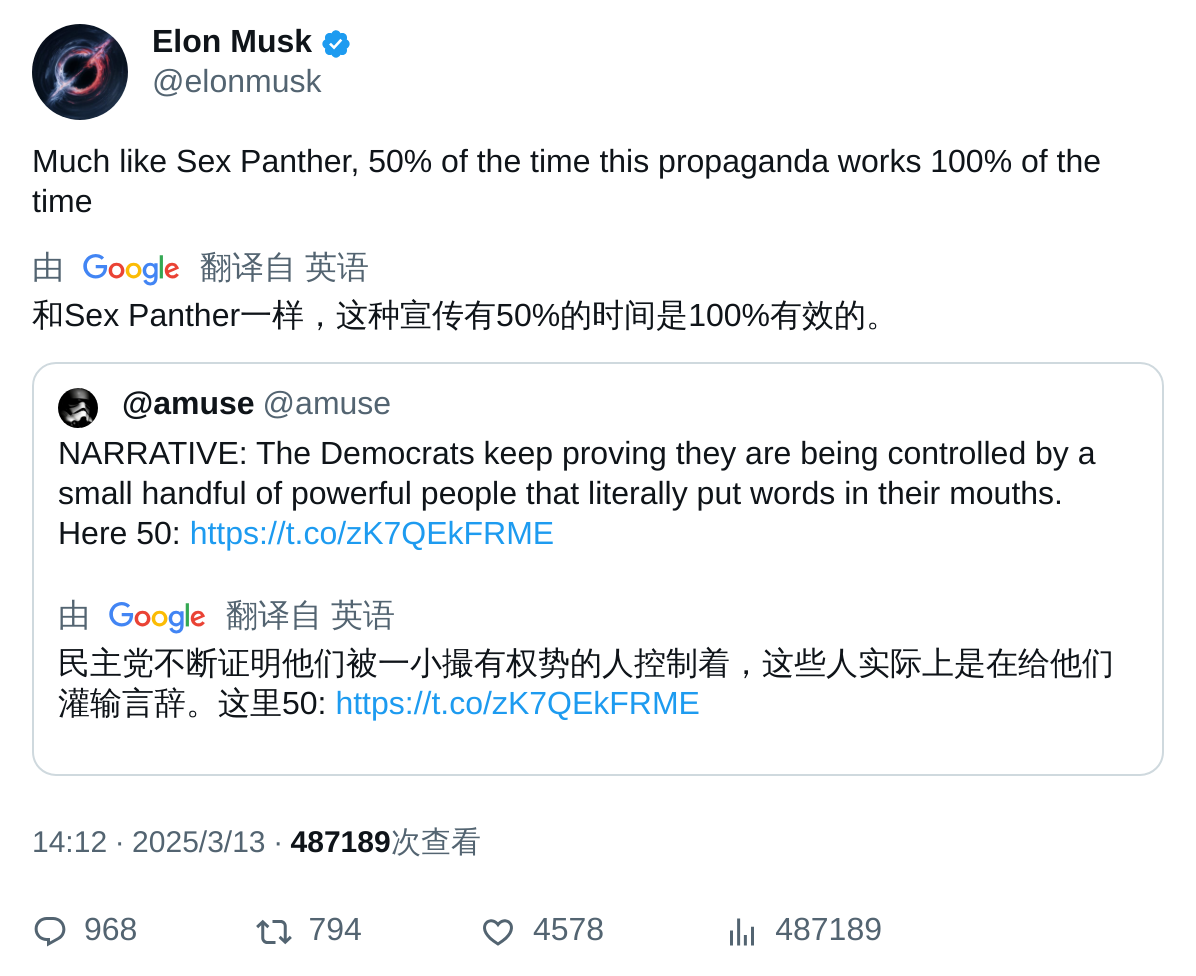 Elon Musk
@elonmusk
Much like Sex Panther, 50% of the time this propaganda works 100% of the
time
由 Google 翻译自 英语
和Sex Panther一样，这种宣传有50%的时间是100%有效的。
@amuse @amuse
NARRATIVE: The Democrats keep proving they are being controlled by a
small handful of powerful people that literally put words in their mouths.
Here 50: https://t.co/zK7QEkFRME
由 Google 翻译自 英语
民主党不断证明他们被一小撮有权势的人控制着，这些人实际上是在给他们
灌输言辞。这里50: https://t.co/zK7QEkFRME
14:12 · 2025/3/13 · 487189次查看
968 794 4578 487189